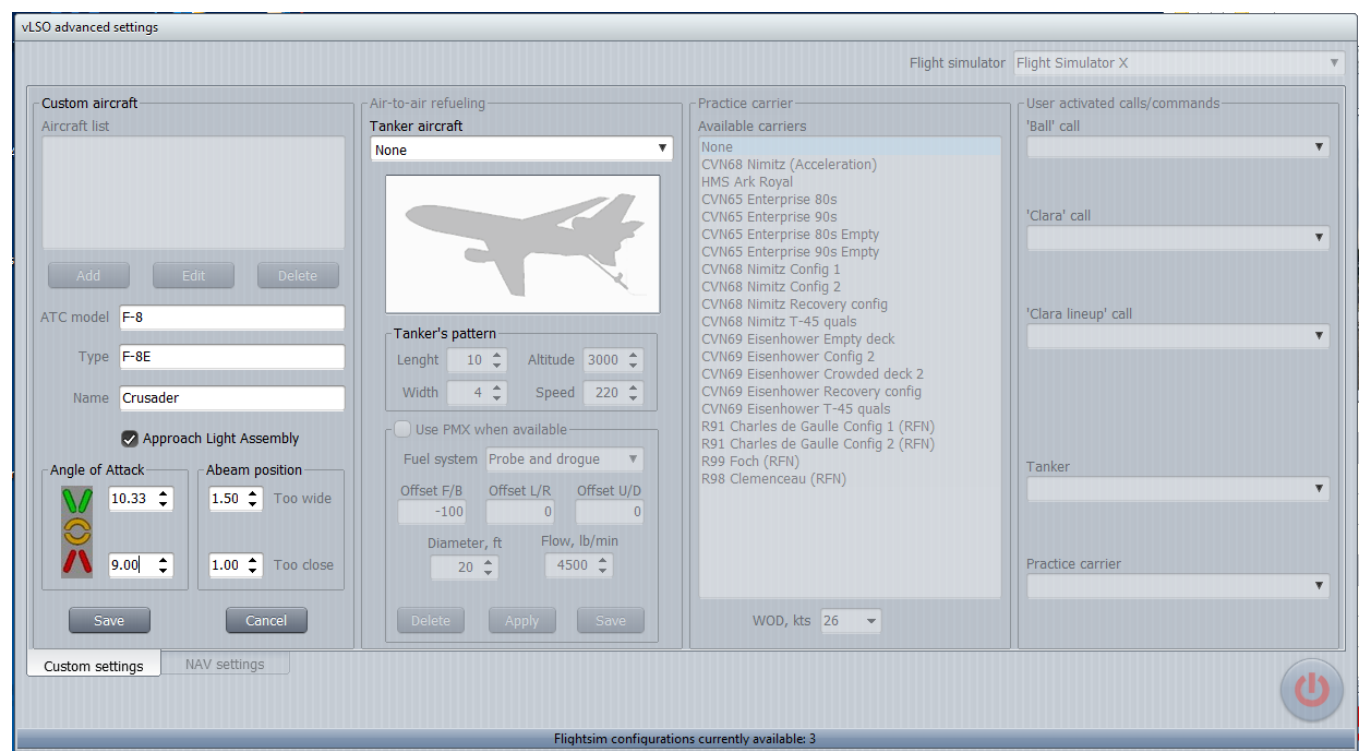 vLSO advanced settings
Flight simulator Flight Simulator X
Custom aircraft
Aircraft list
Add Edit Delete
ATC model F-8
Type F-8E
Name Crusader
Approach Light Assembly
Angle of Attack
10.33
9.00
Abeam position
1.50 Too wide
1.00 Too close
Save Cancel
Air-to-air refueling
Tanker aircraft
None
Tanker's pattern
Lenght 10 Altitude 3000
Width 4 Speed 220
Use PMX when available
Fuel system Probe and drogue
Offset F/B Offset L/R Offset U/D
-100 0 0
Diameter, ft Flow, lb/min
20 4500
Delete Apply Save
Practice carrier
Available carriers
None
CVN68 Nimitz (Acceleration)
HMS Ark Royal
CVN65 Enterprise 80s
CVN65 Enterprise 90s
CVN65 Enterprise 80s Empty
CVN65 Enterprise 90s Empty
CVN68 Nimitz Config 1
CVN68 Nimitz Config 2
CVN68 Nimitz Recovery config
CVN68 Nimitz T-45 quals
CVN69 Eisenhower Empty deck
CVN69 Eisenhower Config 2
CVN69 Eisenhower Crowded deck 2
CVN69 Eisenhower Recovery config
CVN69 Eisenhower T-45 quals
R91 Charles de Gaulle Config 1 (RFN)
R91 Charles de Gaulle Config 2 (RFN)
R99 Foch (RFN)
R98 Clemenceau (RFN)
WOD, kts 26
User activated calls/commands
'Ball' call
'Clara' call
'Clara lineup' call
Tanker
Practice carrier
Custom settings NAV settings
Flightsim configurations currently available: 3